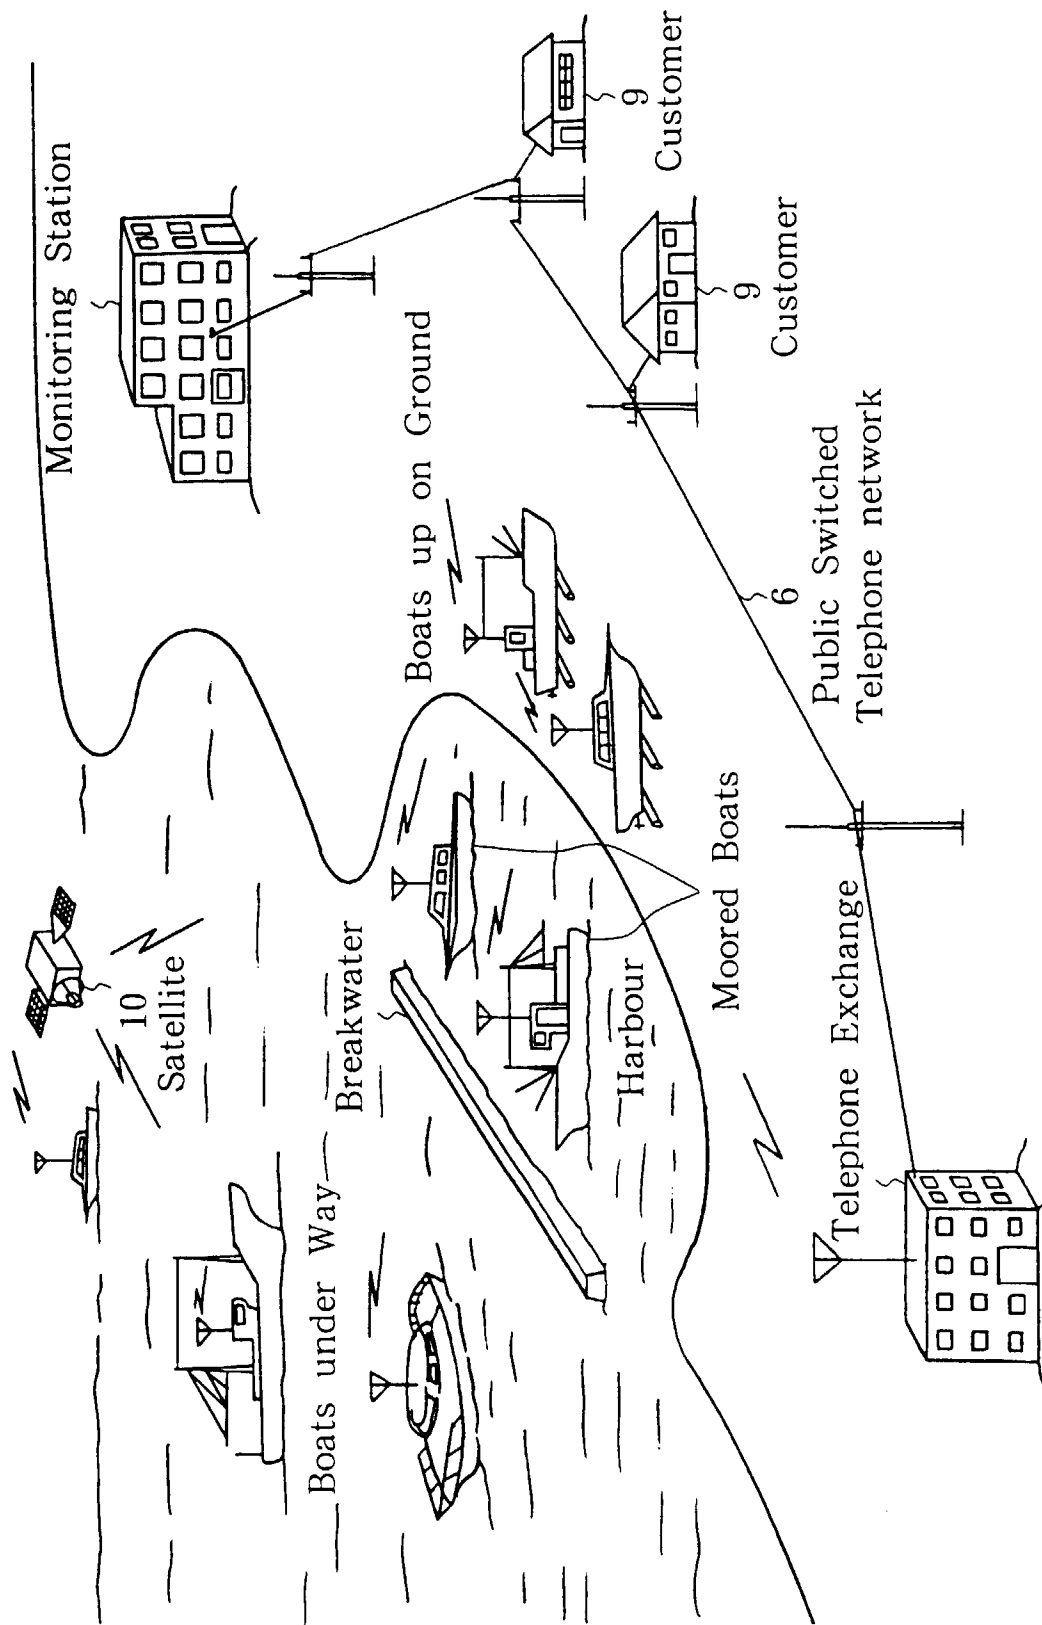 Monitoring Station
10
Satellite
Breakwater
Boats under Way
Boats up on Ground
Harbour
Moored Boats
9
Customer
9
Customer
6
Public Switched
Telephone network
Telephone Exchange